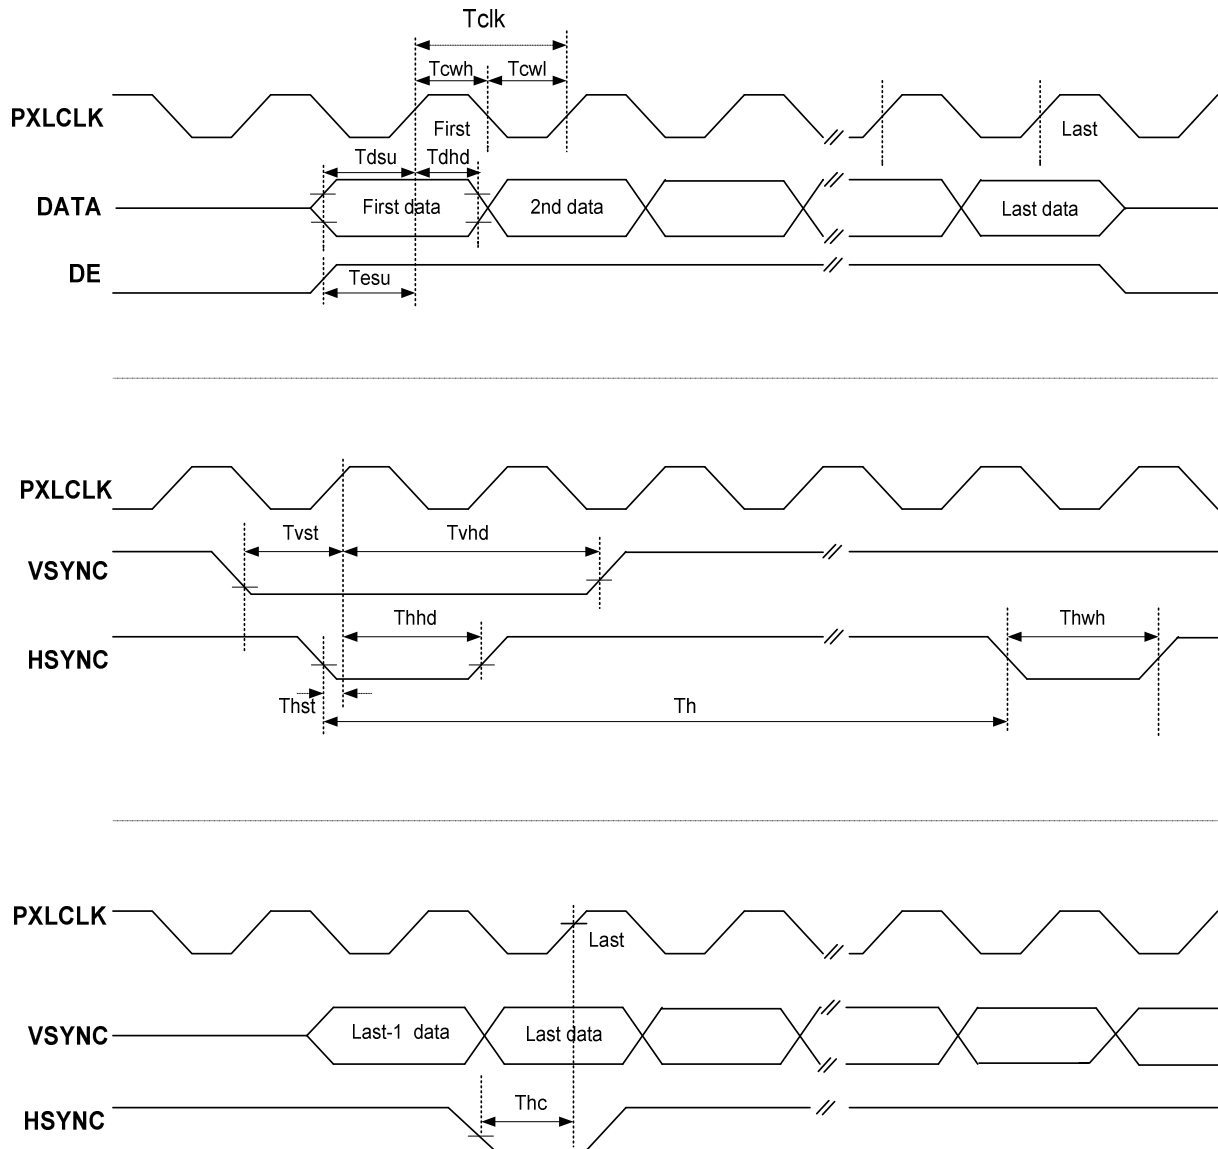 Tclk
Tcwh Tcwl
PXLCLK First Last
Tdsu Tdhd
DATA First data 2nd data Last data
DE Tesu
PXLCLK
Tvst Tvhd
VSYNC
Thhd Thwh
HSYNC
Thst Th
PXLCLK
Last
VSYNC Last-1 data Last data
Thc
HSYNC